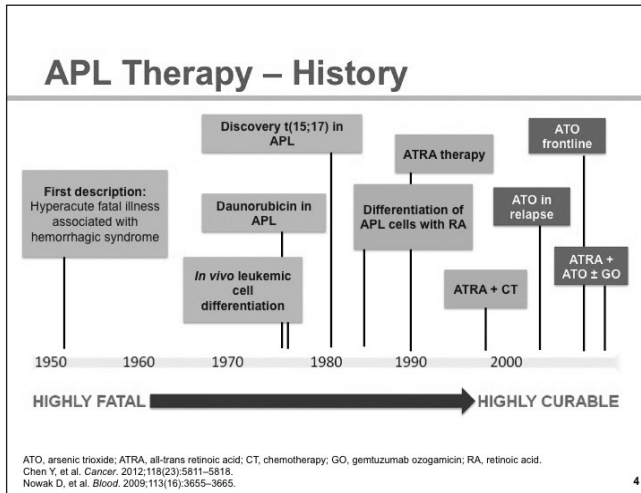 APL Therapy – History
Discovery t(15;17) in
APL
ATO
frontline
ATRA therapy
First description:
Hyperacute fatal illness
associated with
hemorrhagic syndrome
Daunorubicin in
APL
Differentiation of
APL cells with RA
ATO in
relapse
In vivo leukemic
cell
differentiation
ATRA + CT
ATRA +
ATO ± GO
1950 1960 1970 1980 1990 2000
HIGHLY FATAL HIGHLY CURABLE
ATO, arsenic trioxide; ATRA, all-trans retinoic acid; CT, chemotherapy; GO, gemtuzumab ozogamicin; RA, retinoic acid.
Chen Y, et al. Cancer. 2012;118(23):5811–5818.
Nowak D, et al. Blood. 2009;113(16):3655–3665.
4